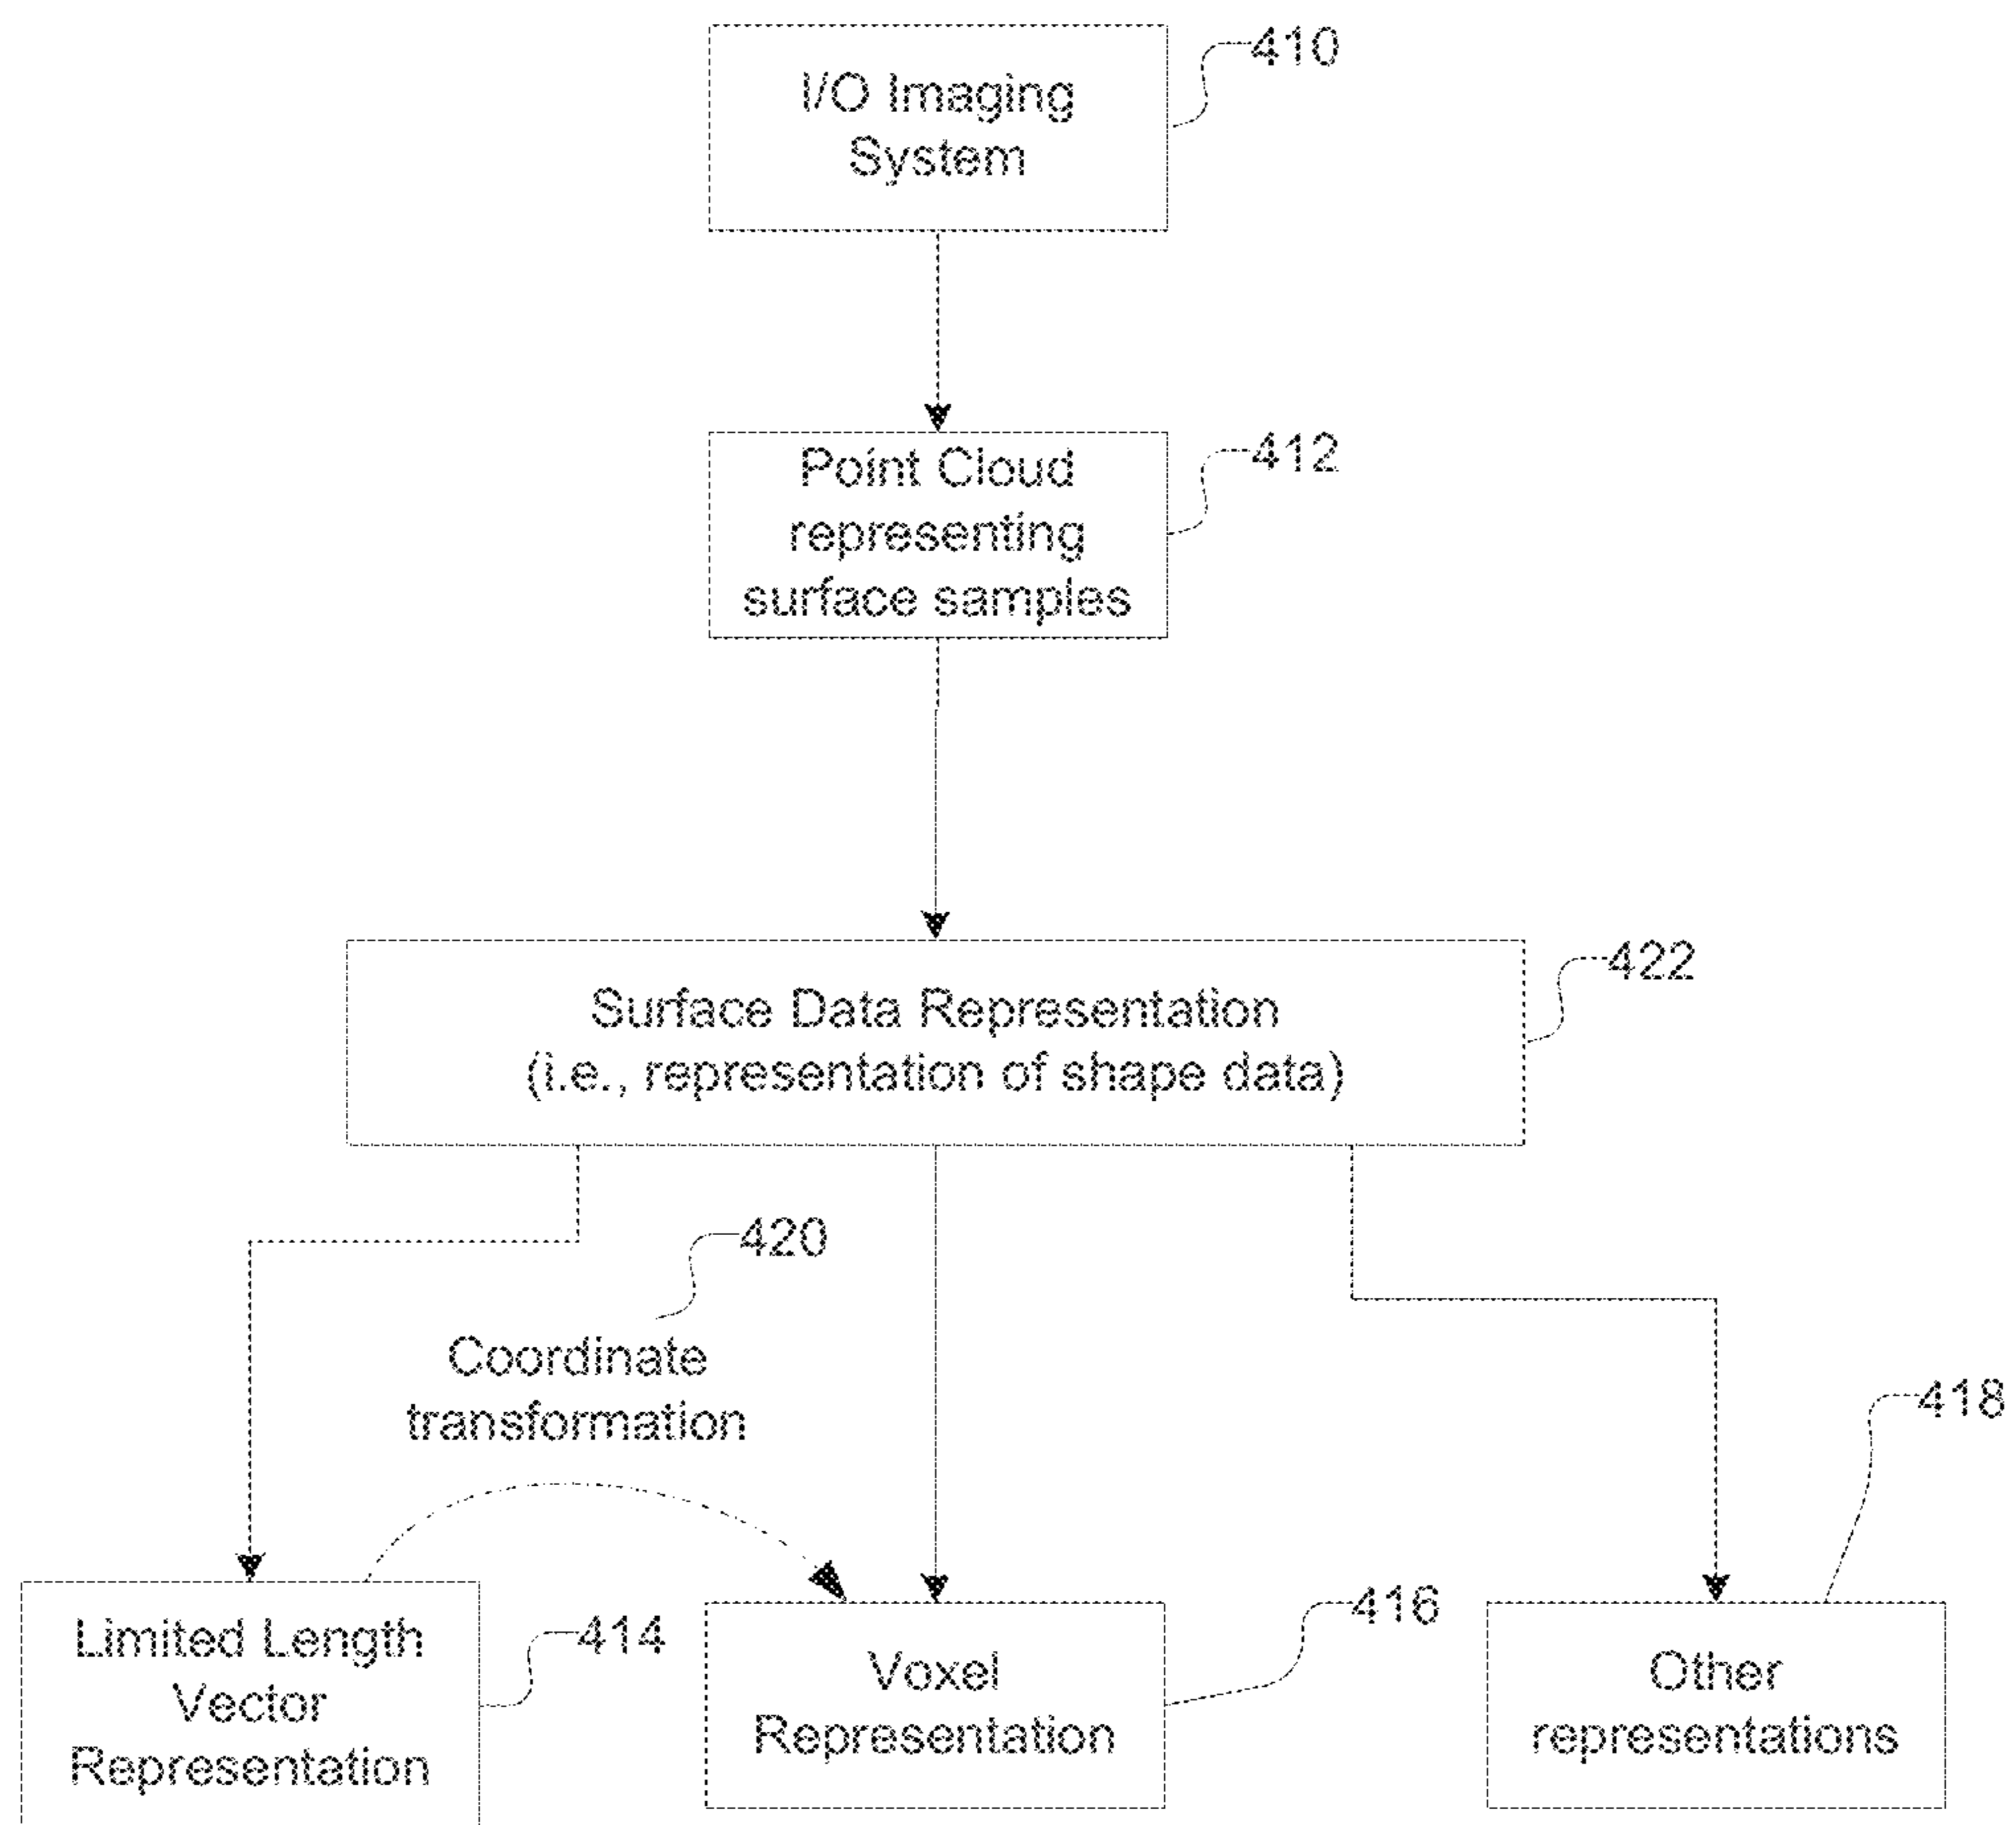 I/O Imaging
System
410
Point Cloud
representing
surface samples
412
Surface Data Representation
(i.e., representation of shape data)
422
420
Coordinate
transformation
418
Limited Length
Vector
Representation
414
Voxel
Representation
416
Other
representations